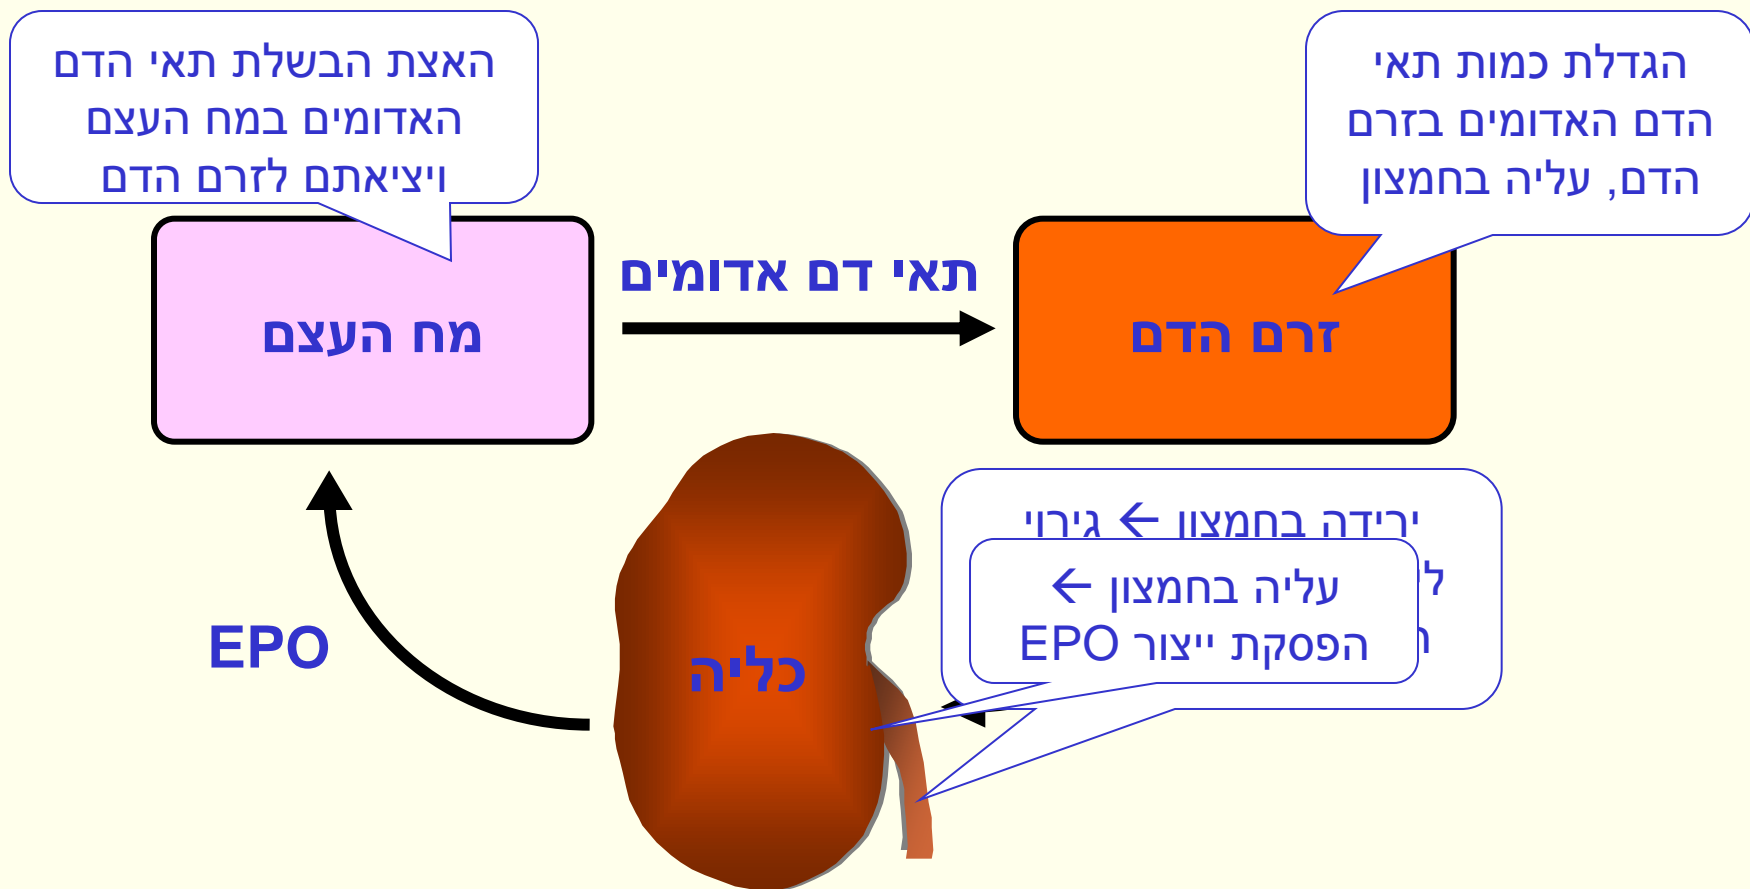 האצת הבשלת תאי הדם
האדומים במח העצם
ויציאתם לזרם הדם
הגדלת כמות תאי
הדם האדומים בזרם
הדם, עליה בחמצון
תאי דם אדומים
מח העצם
זרם הדם
ירידה בחמצון ← גירוי
עליה בחמצון ←
הפסקת ייצור EPO
EPO
כליה